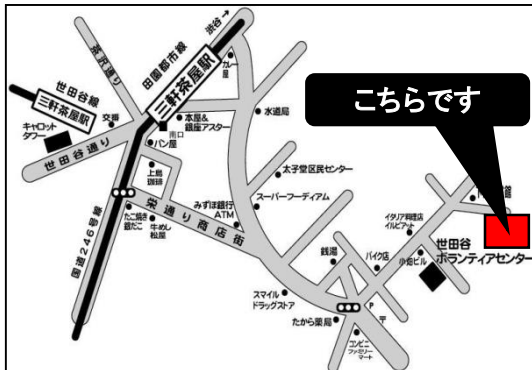 渋谷→
茶沢通り
田園都市線
三軒茶屋駅
カレー
屋
世田谷線
三軒茶屋駅
交番
本屋&
銀座アスター
水道局
こちらです
キャロット
タワー
南口
パン屋
世田谷通り
上島
珈琲
太子堂区民センター
みずほ銀行
ATM
スーパーフーディアム
国道246号線
栄通り商店街
たこ焼き
銀だこ
牛めし
松屋
イタリア料理店
イルピアット
世田谷
ボランティアセンター
銭湯
バイク店
小畑ビル
スマイル
ドラッグストア
たから薬局
P
〒
コンビニ
ファミリー
マート